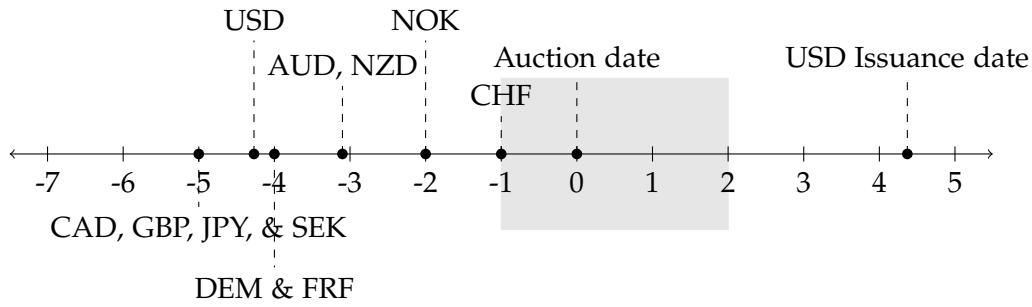 USD
NOK
AUD, NZD
Auction date
USD Issuance date
CHF
-7 -6 -5 -4 -3 -2 -1 0 1 2 3 4 5
CAD, GBP, JPY, & SEK
DEM & FRF